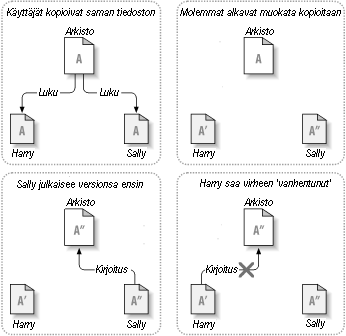 Käyttäjät kopioivat saman tiedoston
Arkisto
A
Luku
Luku
A
A
Harry
Sally
Molemmat alkavat muokata kopioitaan
Arkisto
A
A'
A"
Harry
Sally
Sally julkaisee versionsa ensin
Arkisto
A"
Kirjoitus
A'
A"
Harry
Sally
Harry saa virheen 'vanhentunut'
Arkisto
A"
Kirjoitus
A'
A"
Harry
Sally